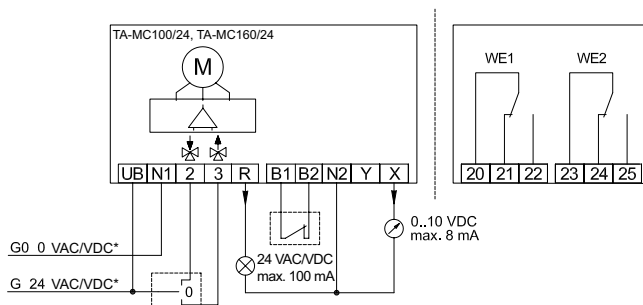 TA-MC100/24, TA-MC160/24
M
WE1 WE2
UB N1 2 3 R B1 B2 N2 Y X
20 21 22 23 24 25
G0 0 VAC/VDC*
G 24 VAC/VDC*
0
24 VAC/VDC
max. 100 mA
0..10 VDC
max. 8 mA